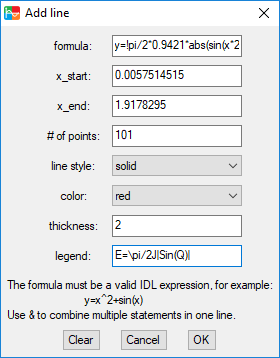 Add line
formula: y=!pi/2*0.9421*abs(sin(x*2
x_start: 0.0057514515
x_end: 1.9178295
# of points: 101
line style: solid
color: red
thickness: 2
legend: E=\pi/2J|Sin(Q)|
The formula must be a valid IDL expression, for example:
y=x^2+sin(x)
Use & to combine multiple statements in one line.
Clear Cancel OK